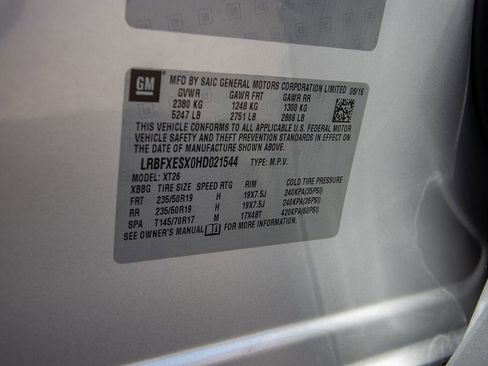 GM
MFD BY SAIC GENERAL MOTORS CORPORATION LIMITED 08/16
GVWR GAWR FRT GAWR RR
2380 KG 1248 KG 1300 KG
5247 LB 2751 LB 2866 LB
THIS VEHICLE CONFORMS TO ALL APPLICABLE U.S. FEDERAL MOTOR
VEHICLE SAFETY AND THEFT PREVENTION STANDARDS IN EFFECT ON
THE DATE OF MANUFACTURE SHOWN ABOVE.
LRBFXESX0HD021544 TYPE: M.P.V.
MODEL: XT26
XBBG TIRE SIZE SPEED RTG RIM COLD TIRE PRESSURE
FRT 235/50R19 H 19X7.5J 240KPA(35PSI)
RR 235/50R19 H 19X7.5J 240KPA(35PSI)
SPA T145/70R17 M 17X4BT 420KPA(60PSI)
SEE OWNER'S MANUAL FOR MORE INFORMATION.